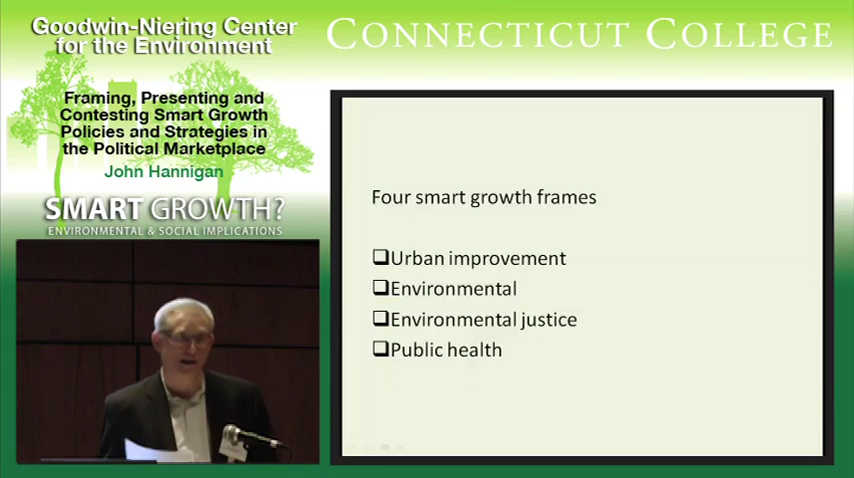 Goodwin-Niering Center
for the Environment
CONNECTICUT COLLEGE
Framing, Presenting and
Contesting Smart Growth
Policies and Strategies in
the Political Marketplace
John Hannigan
SMART GROWTH?
ENVIRONMENTAL & SOCIAL IMPLICATIONS
Four smart growth frames
❑Urban improvement
❑Environmental
❑Environmental justice
❑Public health